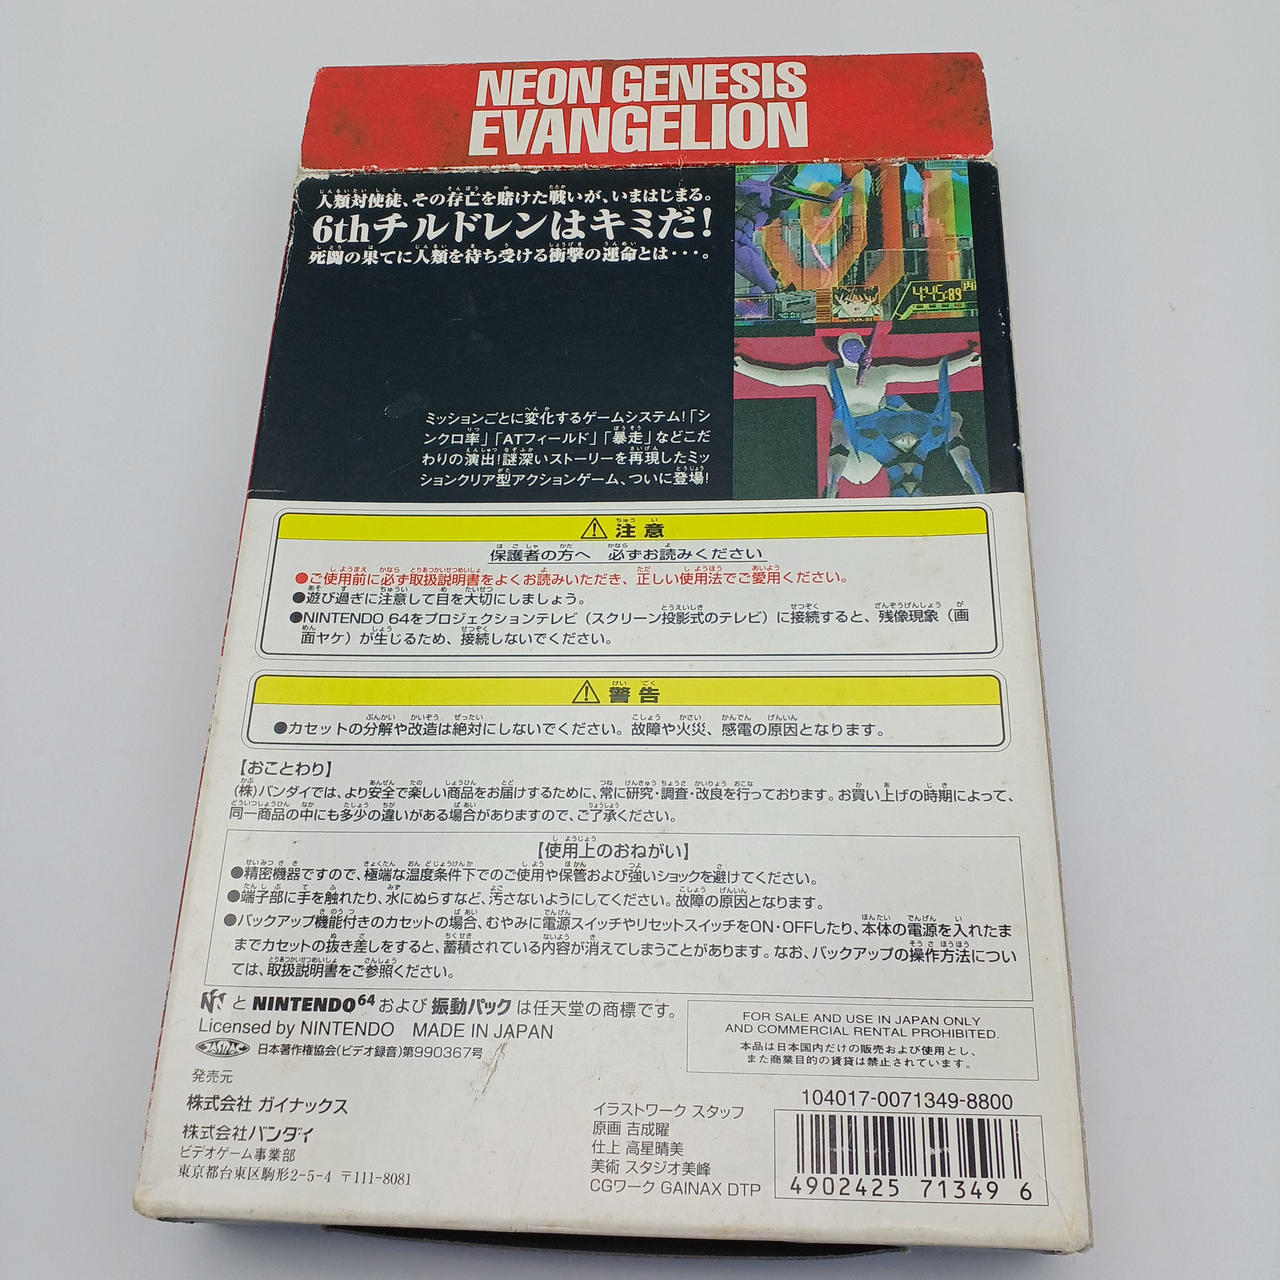 NEON GENESIS
EVANGELION
人類対使徒、その存亡を賭けた戦いが、いまはじまる。
6thチルドレンはキミだ!
死闘の果てに人類を待ち受ける衝撃の運命とは・・・。
ミッションごとに変化するゲームシステム!「シ
ンクロ率」「ATフィールド」「暴走」などこだ
わりの演出!謎深いストーリーを再現したミッ
ションクリア型アクションゲーム、ついに登場!
注意
保護者の方へ 必ずお読みください
●ご使用前に必ず取扱説明書をよくお読みいただき、正しい使用法でご愛用ください。
●遊び過ぎに注意して目を大切にしましょう。
●NINTENDO 64をプロジェクションテレビ(スクリーン投影式のテレビ)に接続すると、残像現象(画
面ヤケ)が生じるため、接続しないでください。
警告
●カセットの分解や改造は絶対にしないでください。故障や火災、感電の原因となります。
【おことわり】
(株)バンダイでは、より安全で楽しい商品をお届けするために、常に研究・調査・改良を行っております。お買い上げの時期によって、
同一商品の中にも多少の違いがある場合がありますので、ご了承ください。
【使用上のおねがい】
●精密機器ですので、極端な温度条件下でのご使用や保管および強いショックを避けてください。
●端子部に手を触れたり、水にぬらすなど、汚さないようにしてください。故障の原因となります。
●バックアップ機能付きのカセットの場合、むやみに電源スイッチやリセットスイッチをON・OFFしたり、本体の電源を入れたま
までカセットの抜き差しをすると、蓄積されている内容が消えてしまうことがあります。なお、バックアップの操作方法につい
ては、取扱説明書をご参照ください。
と NINTENDO64 および 振動パック は任天堂の商標です。
Licensed by NINTENDO MADE IN JAPAN
JASRAC 日本著作権協会(ビデオ録音)第990367号
FOR SALE AND USE IN JAPAN ONLY
AND COMMERCIAL RENTAL PROHIBITED.
本品は日本国内だけの販売および使用とし、
また商業目的の賃貸は禁止されています。
発売元
株式会社 ガイナックス
株式会社バンダイ
ビデオゲーム事業部
東京都台東区駒形2-5-4 〒111-8081
イラストワーク スタッフ
原画 吉成曜
仕上 高星晴美
美術 スタジオ美峰
CGワーク GAINAX DTP
104017-0071349-8800
4902425 71349 6